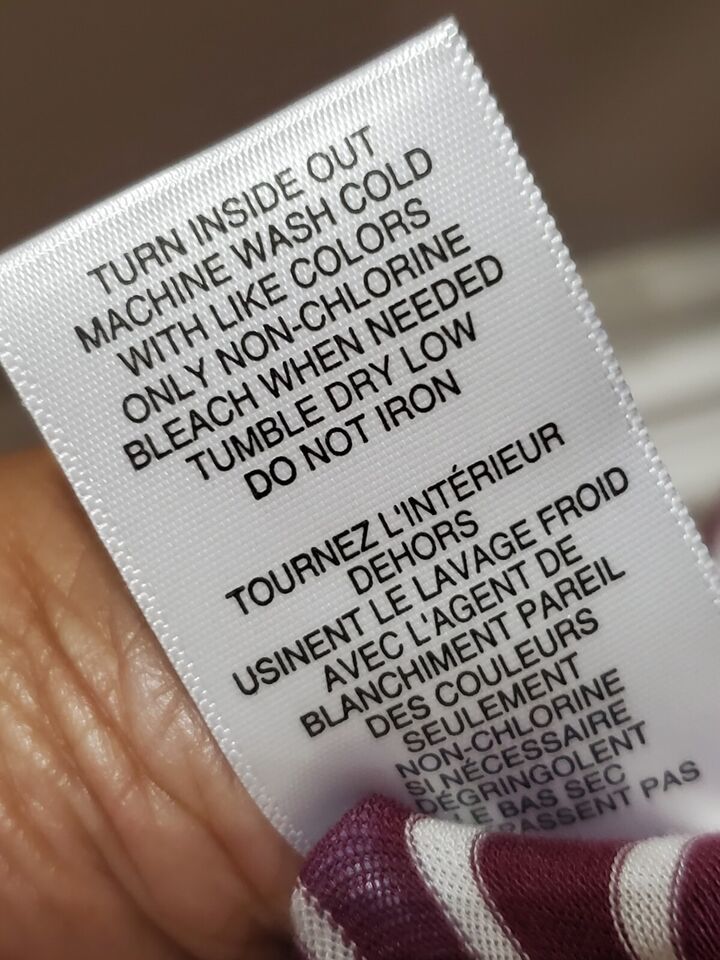 TURN INSIDE OUT
MACHINE WASH COLD
WITH LIKE COLORS
ONLY NON-CHLORINE
BLEACH WHEN NEEDED
TUMBLE DRY LOW
DO NOT IRON
TOURNEZ L'INTÉRIEUR
DEHORS
USINENT LE LAVAGE FROID
AVEC L'AGENT DE
BLANCHIMENT PAREIL
DES COULEURS
SEULEMENT
NON-CHLORINE
SI NÉCESSAIRE
DÉGRINGOLENT
LE BAS SEC
PAS